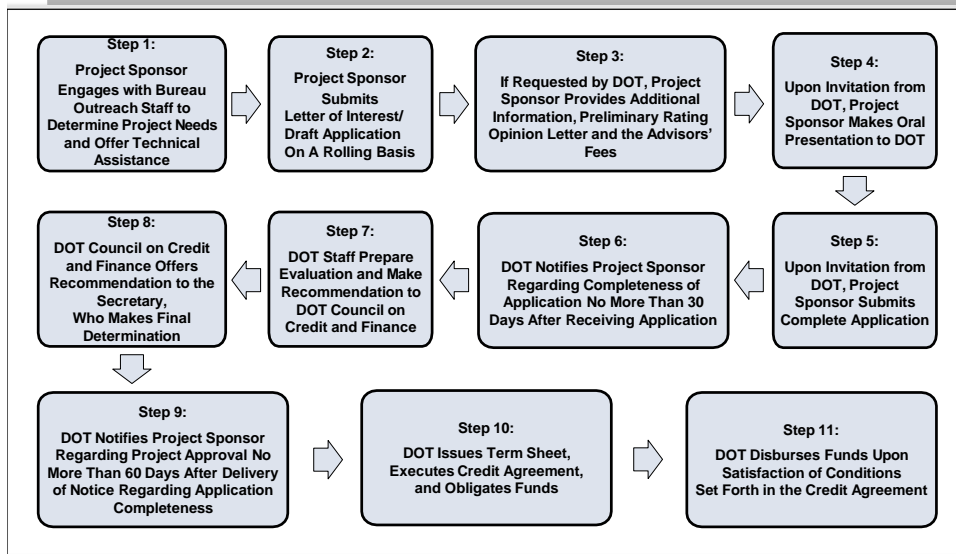 Step 1:
Project Sponsor
Engages with Bureau
Outreach Staff to
Determine Project Needs
and Offer Technical
Assistance
Step 2:
Project Sponsor
Submits
Letter of Interest/
Draft Application
On A Rolling Basis
Step 3:
If Requested by DOT, Project
Sponsor Provides Additional
Information, Preliminary Rating
Opinion Letter and the Advisors'
Fees
Step 4:
Upon Invitation from
DOT, Project
Sponsor Makes Oral
Presentation to DOT
Step 5:
Upon Invitation from
DOT, Project
Sponsor Submits
Complete Application
Step 6:
DOT Notifies Project Sponsor
Regarding Completeness of
Application No More Than 30
Days After Receiving Application
Step 7:
DOT Staff Prepare
Evaluation and Make
Recommendation to
DOT Council on
Credit and Finance
Step 8:
DOT Council on Credit
and Finance Offers
Recommendation to the
Secretary,
Who Makes Final
Determination
Step 9:
DOT Notifies Project Sponsor
Regarding Project Approval No
More Than 60 Days After Delivery
of Notice Regarding Application
Completeness
Step 10:
DOT Issues Term Sheet,
Executes Credit Agreement,
and Obligates Funds
Step 11:
DOT Disburses Funds Upon
Satisfaction of Conditions
Set Forth in the Credit Agreement